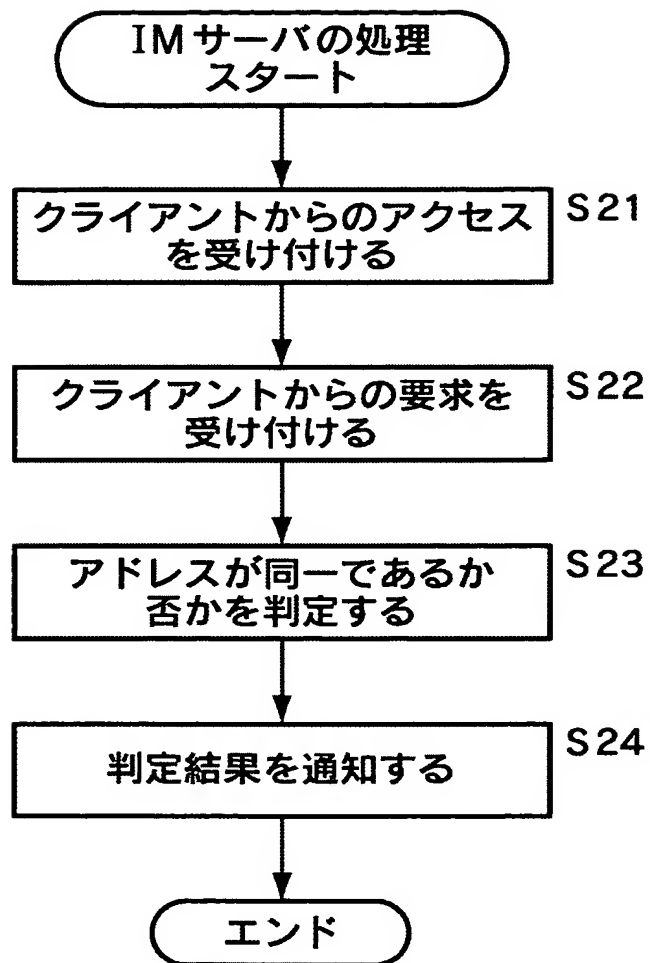 IMサーバの処理
スタート
クライアントからのアクセス
を受け付ける
S21
クライアントからの要求を
受け付ける
S22
アドレスが同一であるか
否かを判定する
S23
判定結果を通知する
S24
エンド